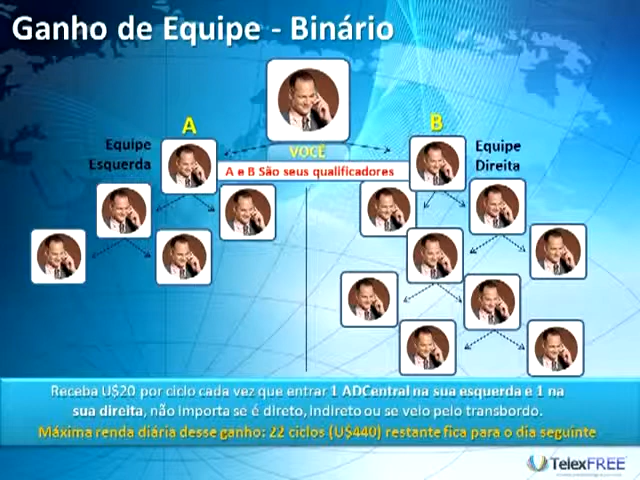 Ganho de Equipe - Binário
A
B
Equipe
Esquerda
VOCÊ
Equipe
Direita
A e B São seus qualificadores
Receba U$20 por ciclo cada vez que entrar 1 ADCentral na sua esquerda e 1 na
sua direita, não importa se é direto, indireto ou se veio pelo transbordo.
Máxima renda diária desse ganho: 22 ciclos (U$440) restante fica para o dia seguinte
TelexFREE